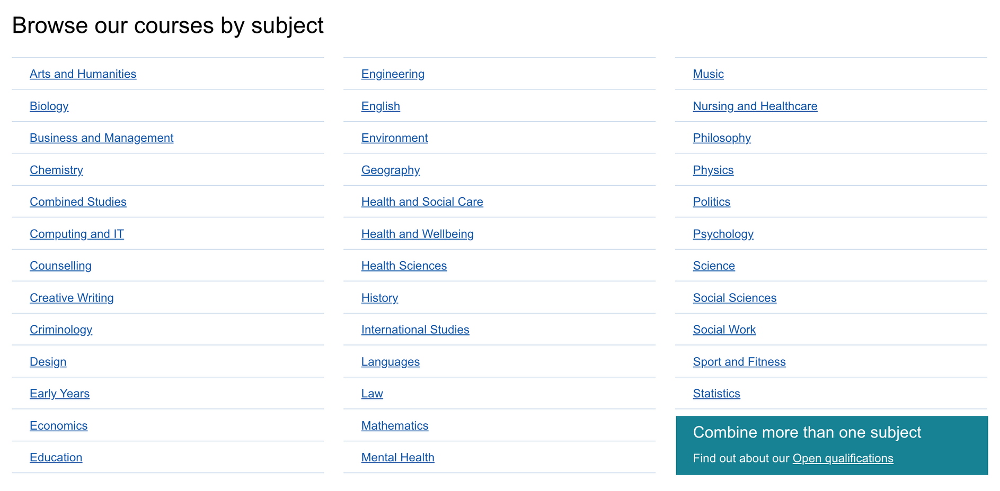 Browse our courses by subject
Arts and Humanities
Biology
Business and Management
Chemistry
Combined Studies
Computing and IT
Counselling
Creative Writing
Criminology
Design
Early Years
Economics
Education
Engineering
English
Environment
Geography
Health and Social Care
Health and Wellbeing
Health Sciences
History
International Studies
Languages
Law
Mathematics
Mental Health
Music
Nursing and Healthcare
Philosophy
Physics
Politics
Psychology
Science
Social Sciences
Social Work
Sport and Fitness
Statistics
Combine more than one subject
Find out about our Open qualifications